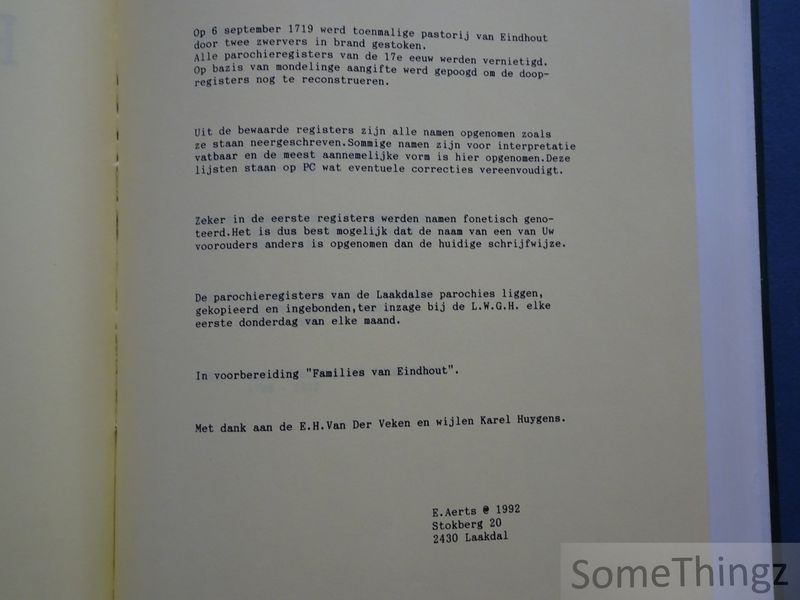 Op 6 september 1719 werd toenmalige pastorij van Eindhout
door twee zwervers in brand gestoken.
Alle parochieregisters van de 17e eeuw werden vernietigd.
Op bazis van mondelinge aangifte werd gepoogd om de doop-
registers nog te reconstrueren.
Uit de bewaarde registers zijn alle namen opgenomen zoals
ze staan neergeschreven.Sommige namen zijn voor interpretatie
vatbaar en de meest aannemelijke vorm is hier opgenomen.Deze
lijsten staan op PC wat eventuele correcties vereenvoudigt.
Zeker in de eerste registers werden namen fonetisch geno-
teerd.Het is dus best mogelijk dat de naam van een van Uw
voorouders anders is opgenomen dan de huidige schrijfwijze.
De parochieregisters van de Laakdalse parochies liggen,
gekopieerd en ingebonden,ter inzage bij de L.W.G.H. elke
eerste donderdag van elke maand.
In voorbereiding "Families van Eindhout".
Met dank aan de E.H.Van Der Veken en wijlen Karel Huygens.
E.Aerts @ 1992
Stokberg 20
2430 Laakdal
SomeThingz